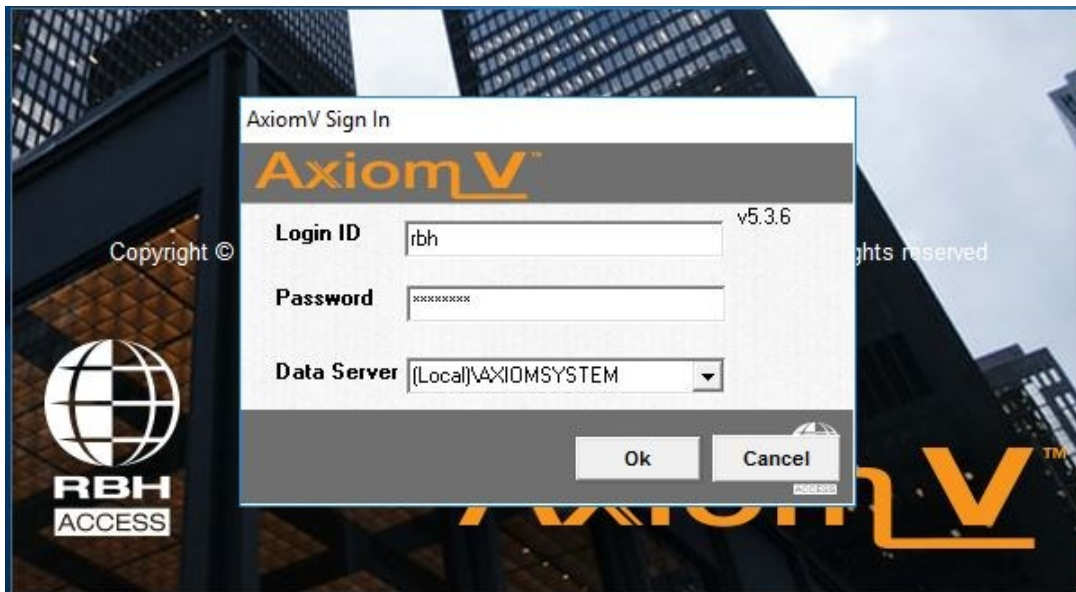 AxiomV Sign In
AxiomV™
v5.3.6
Login ID
rbh
Copyright © ghts reserved
Password
××××××××
Data Server
(Local)\AXIOMSYSTEM
Ok
Cancel
RBH
ACCESS
ACCESS
AxiomV™